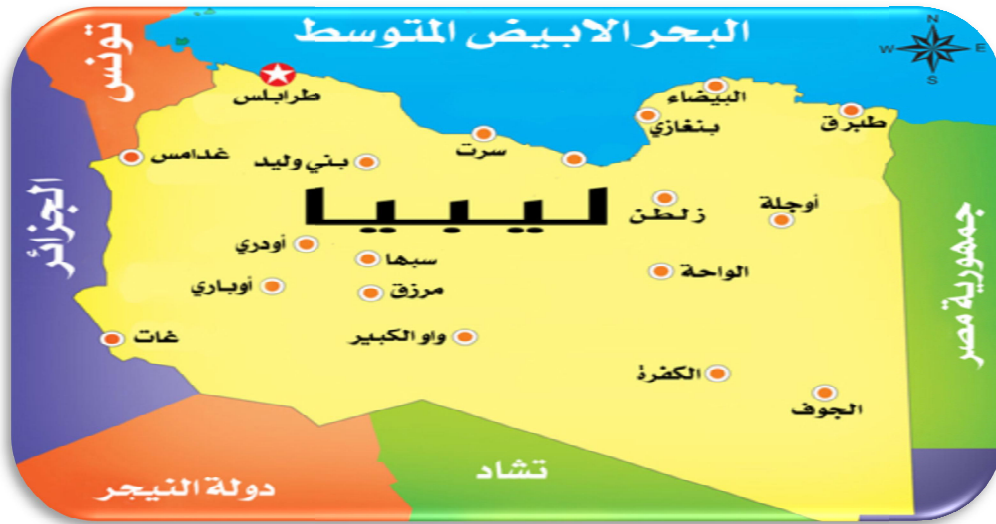 البحر الابيض المتوسط
N
W
E
S
تونس
طرابلس
البيضاء
بنغازي
طبرق
سرت
غدامس
بني وليد
ليبيا
زلطن
أوجلة
الجزائر
جمهورية مصر
أودري
سبها
الواحة
أوباري
مرزق
غات
واو الكبير
الكفرة
الجوف
تشاد
دولة النيجر